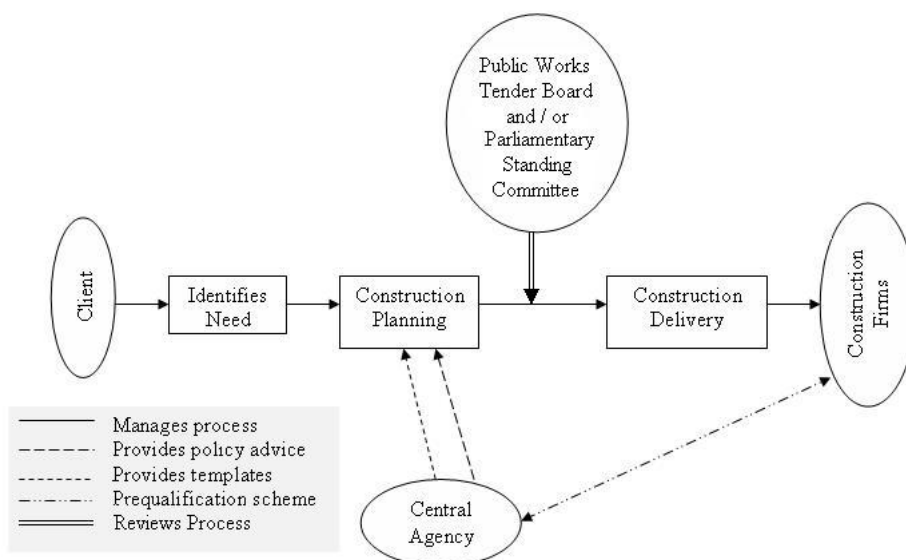 Public Works
Tender Board
and / or
Parliamentary
Standing
Committee
Client
Identifies
Need
Construction
Planning
Construction
Delivery
Construction
Firms
Manages process
Provides policy advice
Provides templates
Prequalification scheme
Reviews Process
Central
Agency